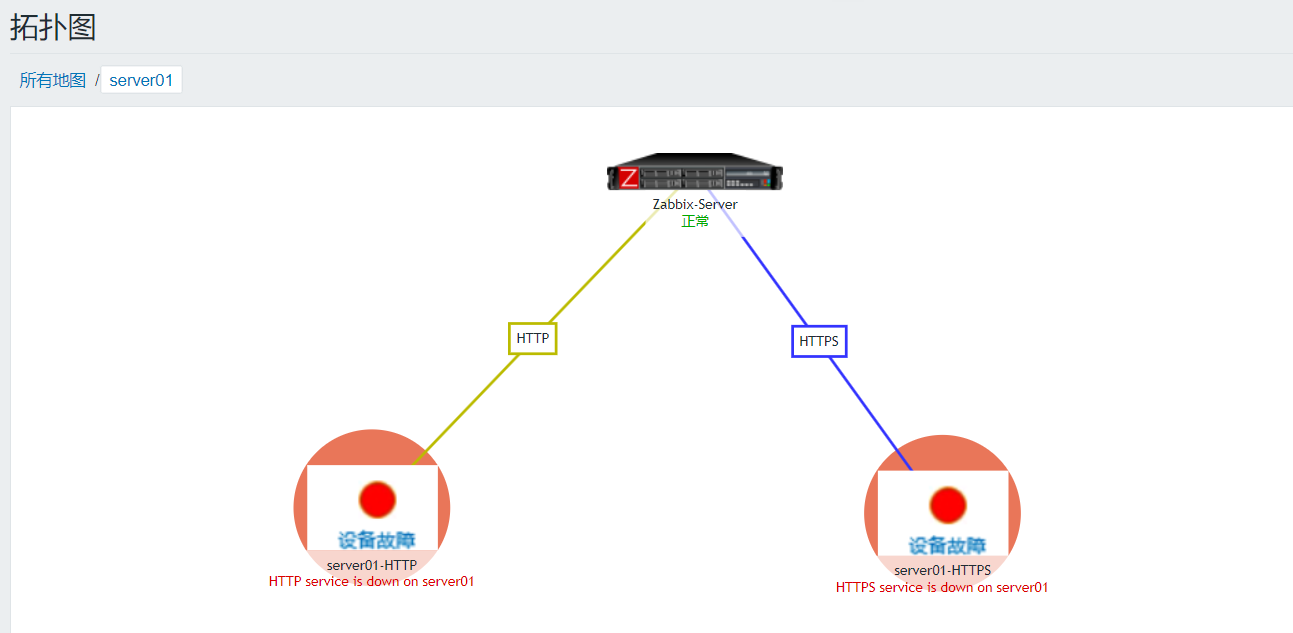 拓扑图
所有地图 / server01
Z
Zabbix-Server
正常
HTTP
HTTPS
设备故障
server01-HTTP
HTTP service is down on server01
设备故障
server01-HTTPS
HTTPS service is down on server01